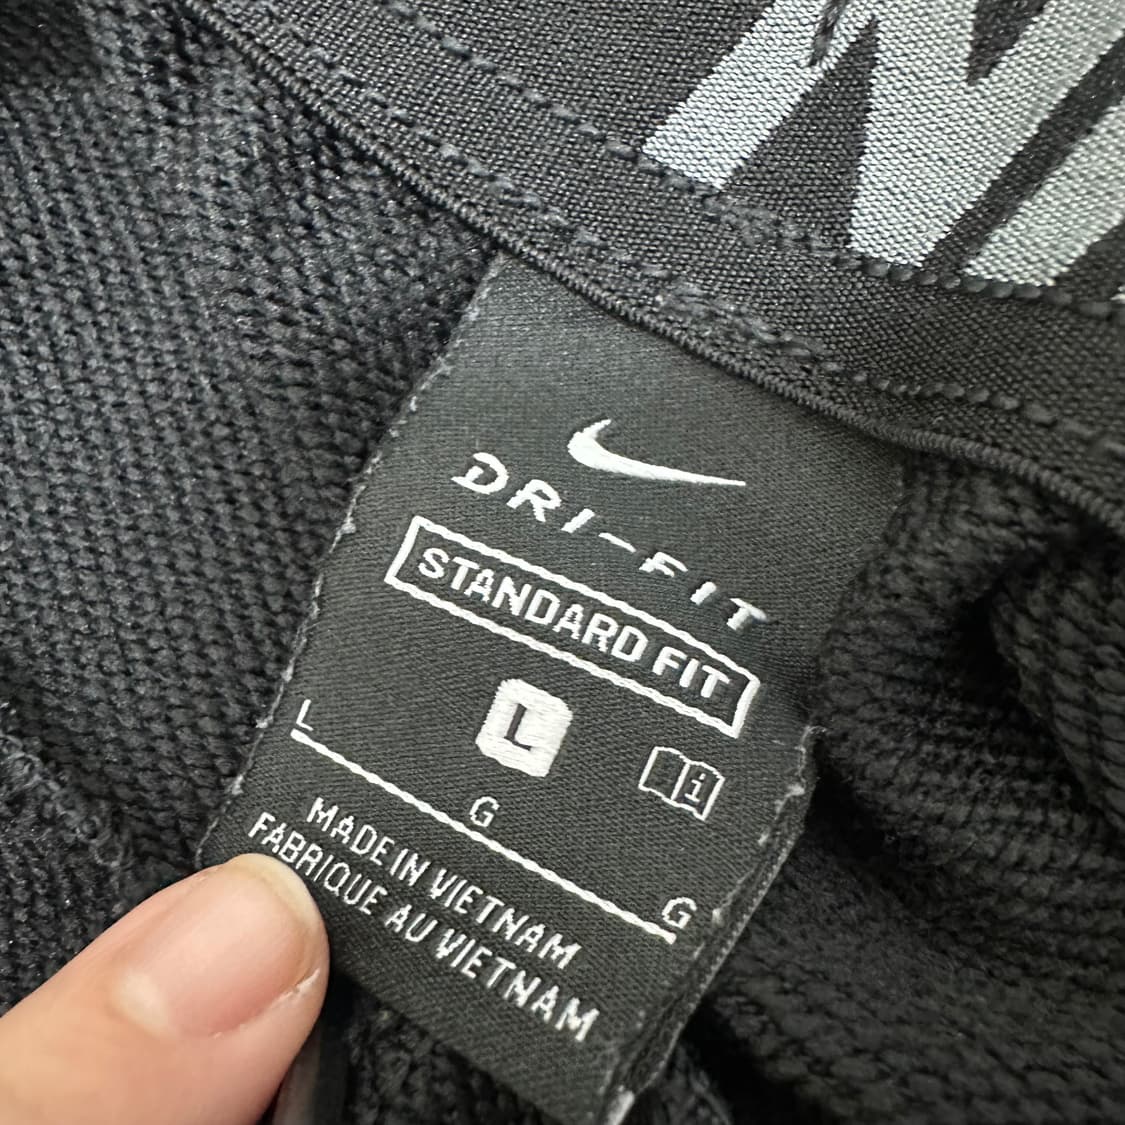 DRI-FIT
STANDARD FIT
L
L
i
G
G
MADE IN VIETNAM
FABRIQUE AU VIETNAM